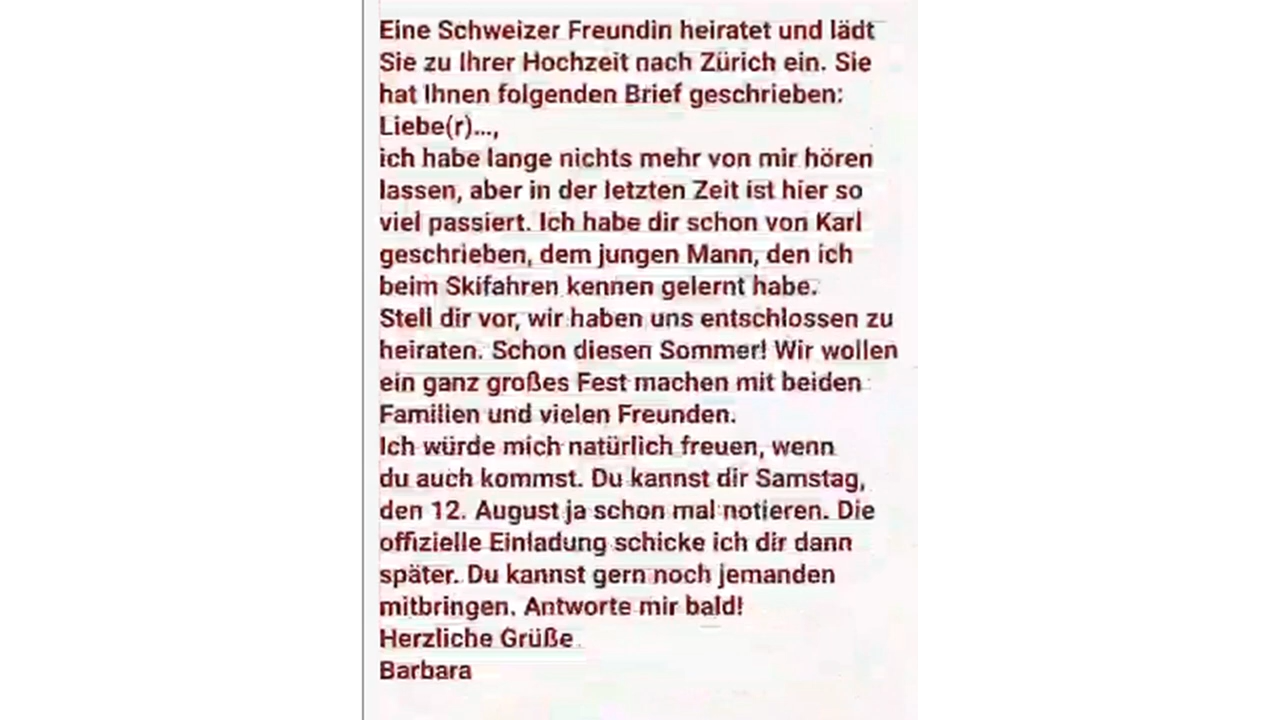 Eine Schweizer Freundin heiratet und lädt
Sie zu Ihrer Hochzeit nach Zürich ein. Sie
hat Ihnen folgenden Brief geschrieben:
Liebe(r)...,
ich habe lange nichts mehr von mir hören
lassen, aber in der letzten Zeit ist hier so
viel passiert. Ich habe dir schon von Karl
geschrieben, dem jungen Mann, den ich
beim Skifahren kennen gelernt habe.
Stell dir vor, wir haben uns entschlossen zu
heiraten. Schon diesen Sommer! Wir wollen
ein ganz großes Fest machen mit beiden
Familien und vielen Freunden.
Ich würde mich natürlich freuen, wenn
du auch kommst. Du kannst dir Samstag,
den 12. August ja schon mal notieren. Die
offizielle Einladung schicke ich dir dann
später. Du kannst gern noch jemanden
mitbringen. Antworte mir bald!
Herzliche Grüße
Barbara